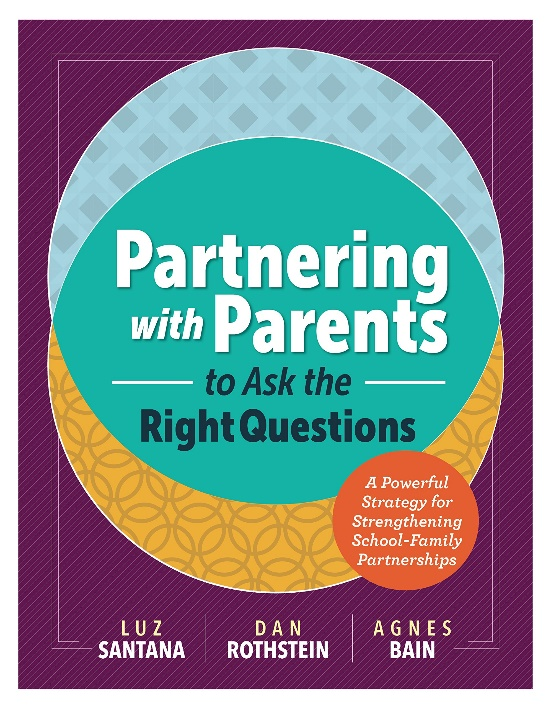 Partnering
with Parents
to Ask the
Right Questions
A Powerful
Strategy for
Strengthening
School-Family
Partnerships
LUZ
SANTANA
DAN
ROTHSTEIN
AGNES
BAIN